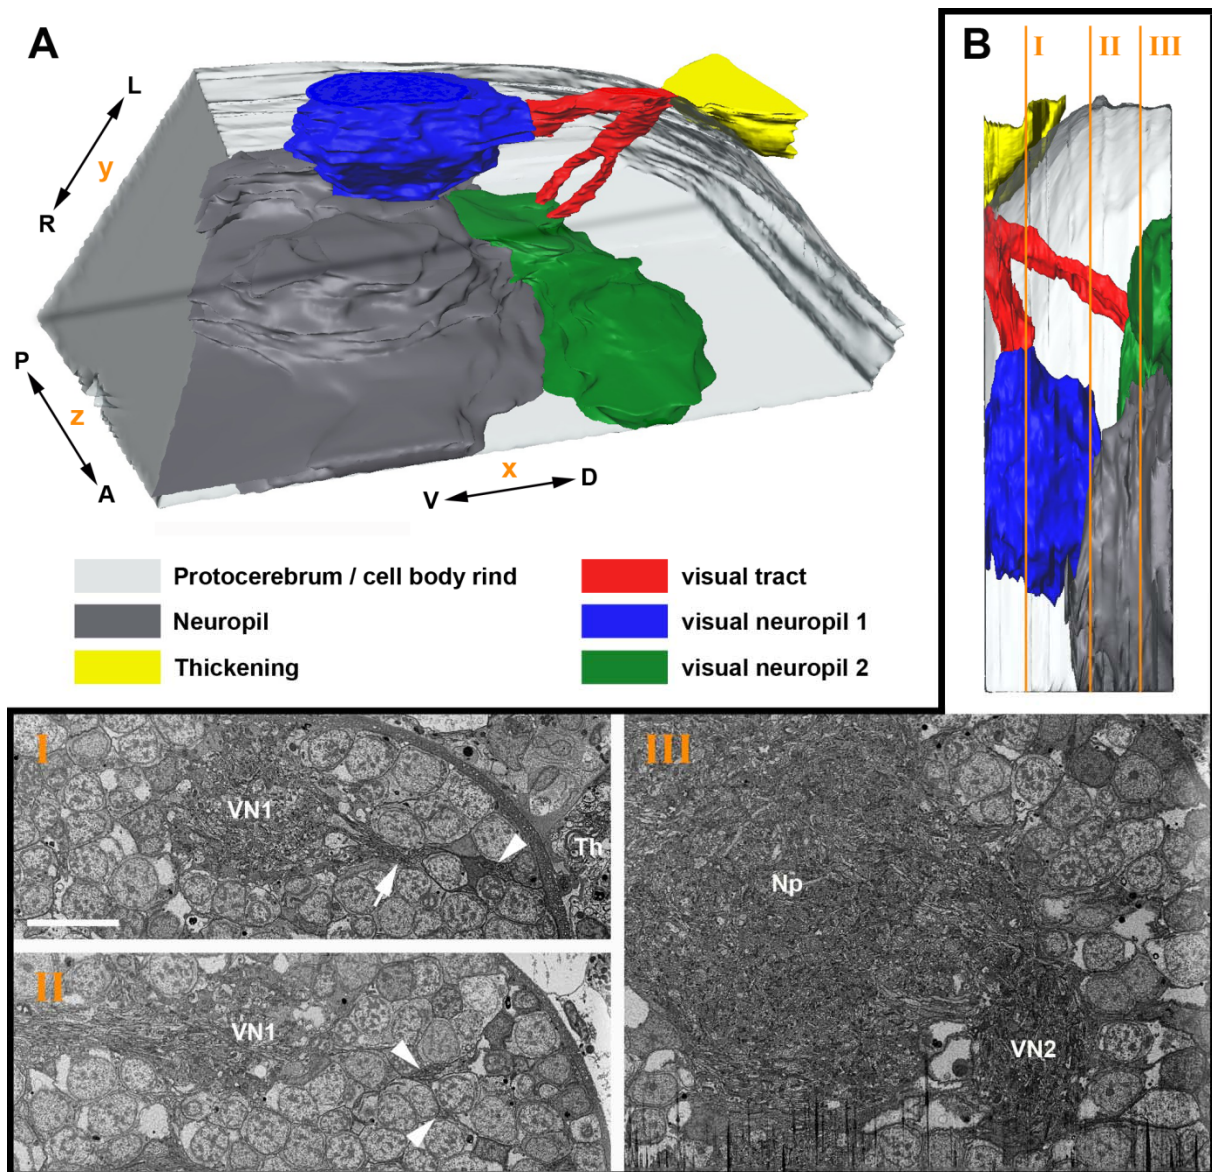 A
L
y
R
P
z
A
x
V
D
Protocerebrum / cell body rind
Neuropil
Thickening
visual tract
visual neuropil 1
visual neuropil 2
B
I
II
III
I
VN1
Th
II
VN1
III
Np
VN2